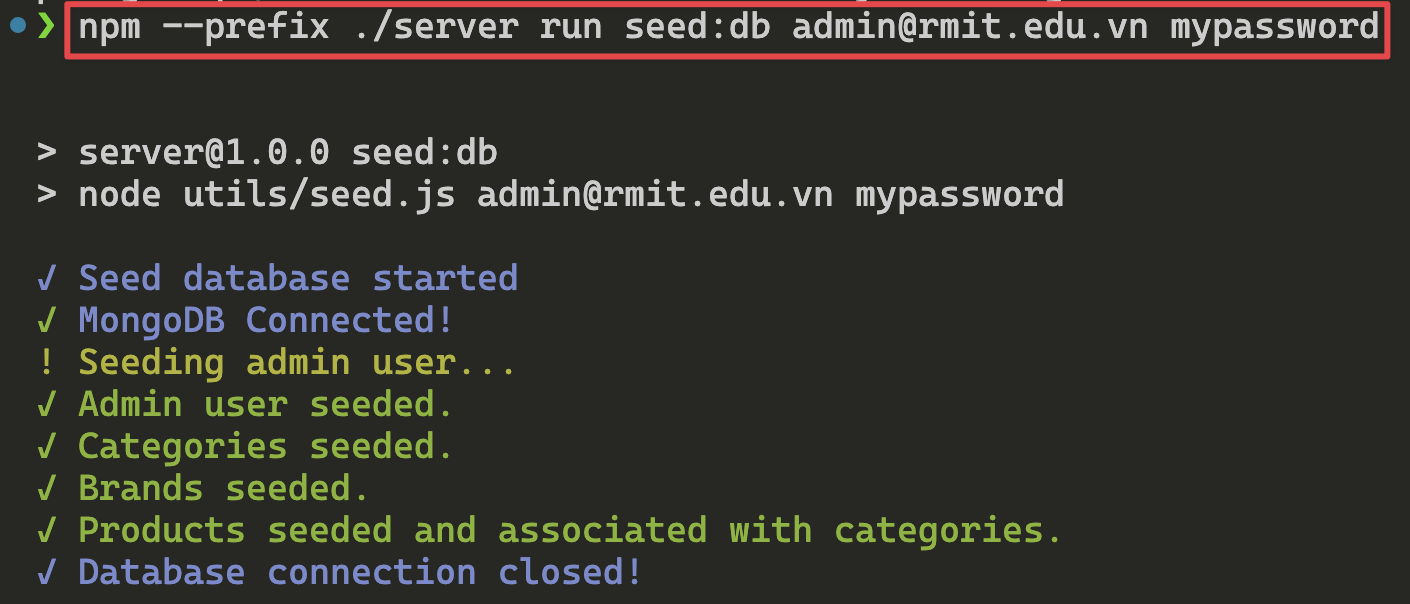 ❯ npm --prefix ./server run seed:db admin@rmit.edu.vn mypassword
> server@1.0.0 seed:db
> node utils/seed.js admin@rmit.edu.vn mypassword
√ Seed database started
√ MongoDB Connected!
! Seeding admin user...
√ Admin user seeded.
√ Categories seeded.
√ Brands seeded.
√ Products seeded and associated with categories.
√ Database connection closed!